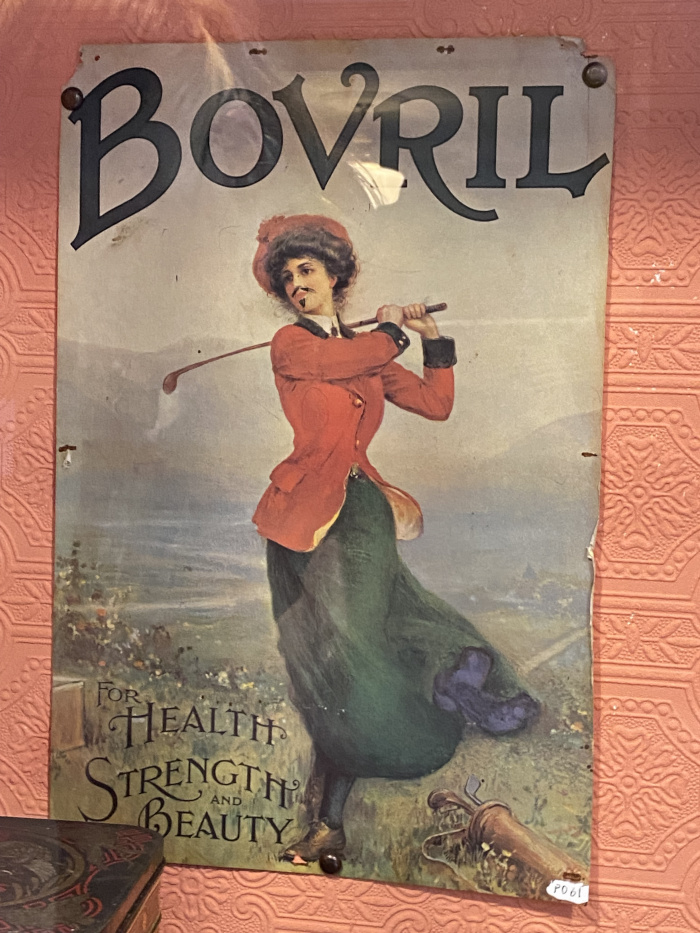 BOVRIL
FOR
HEALTH
STRENGTH
AND
BEAUTY
P061